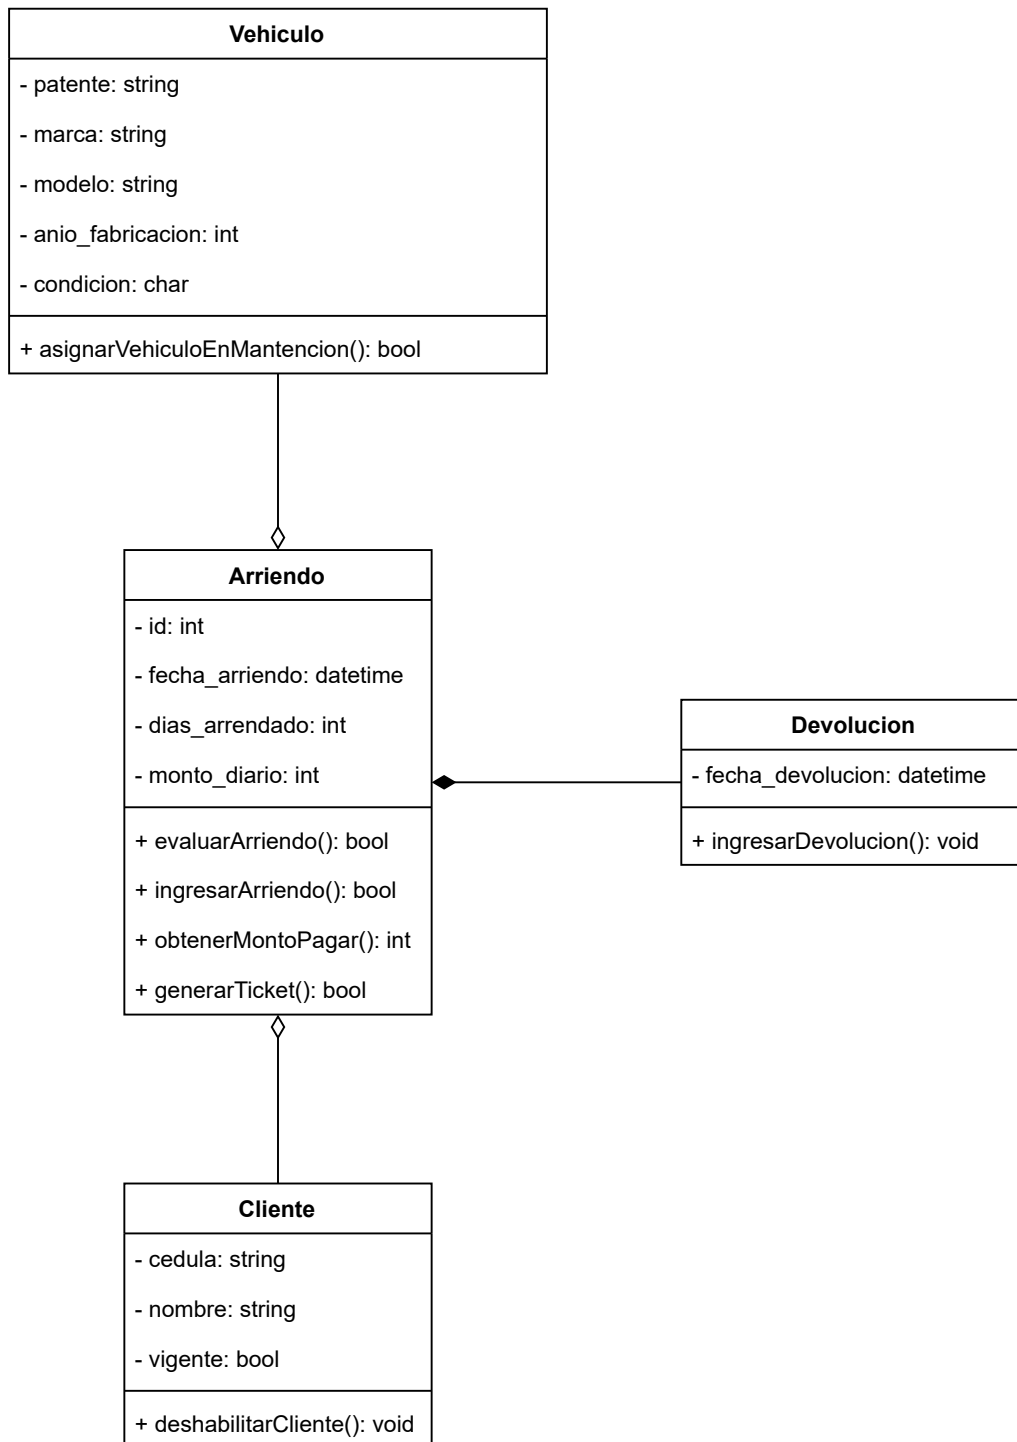 Vehiculo
- patente: string
- marca: string
- modelo: string
- anio_fabricacion: int
- condicion: char
+ asignarVehiculoEnMantencion(): bool
Arriendo
- id: int
- fecha_arriendo: datetime
- dias_arrendado: int
- monto_diario: int
+ evaluarArriendo(): bool
+ ingresarArriendo(): bool
+ obtenerMontoPagar(): int
+ generarTicket(): bool
Devolucion
- fecha_devolucion: datetime
+ ingresarDevolucion(): void
Cliente
- cedula: string
- nombre: string
- vigente: bool
+ deshabilitarCliente(): void